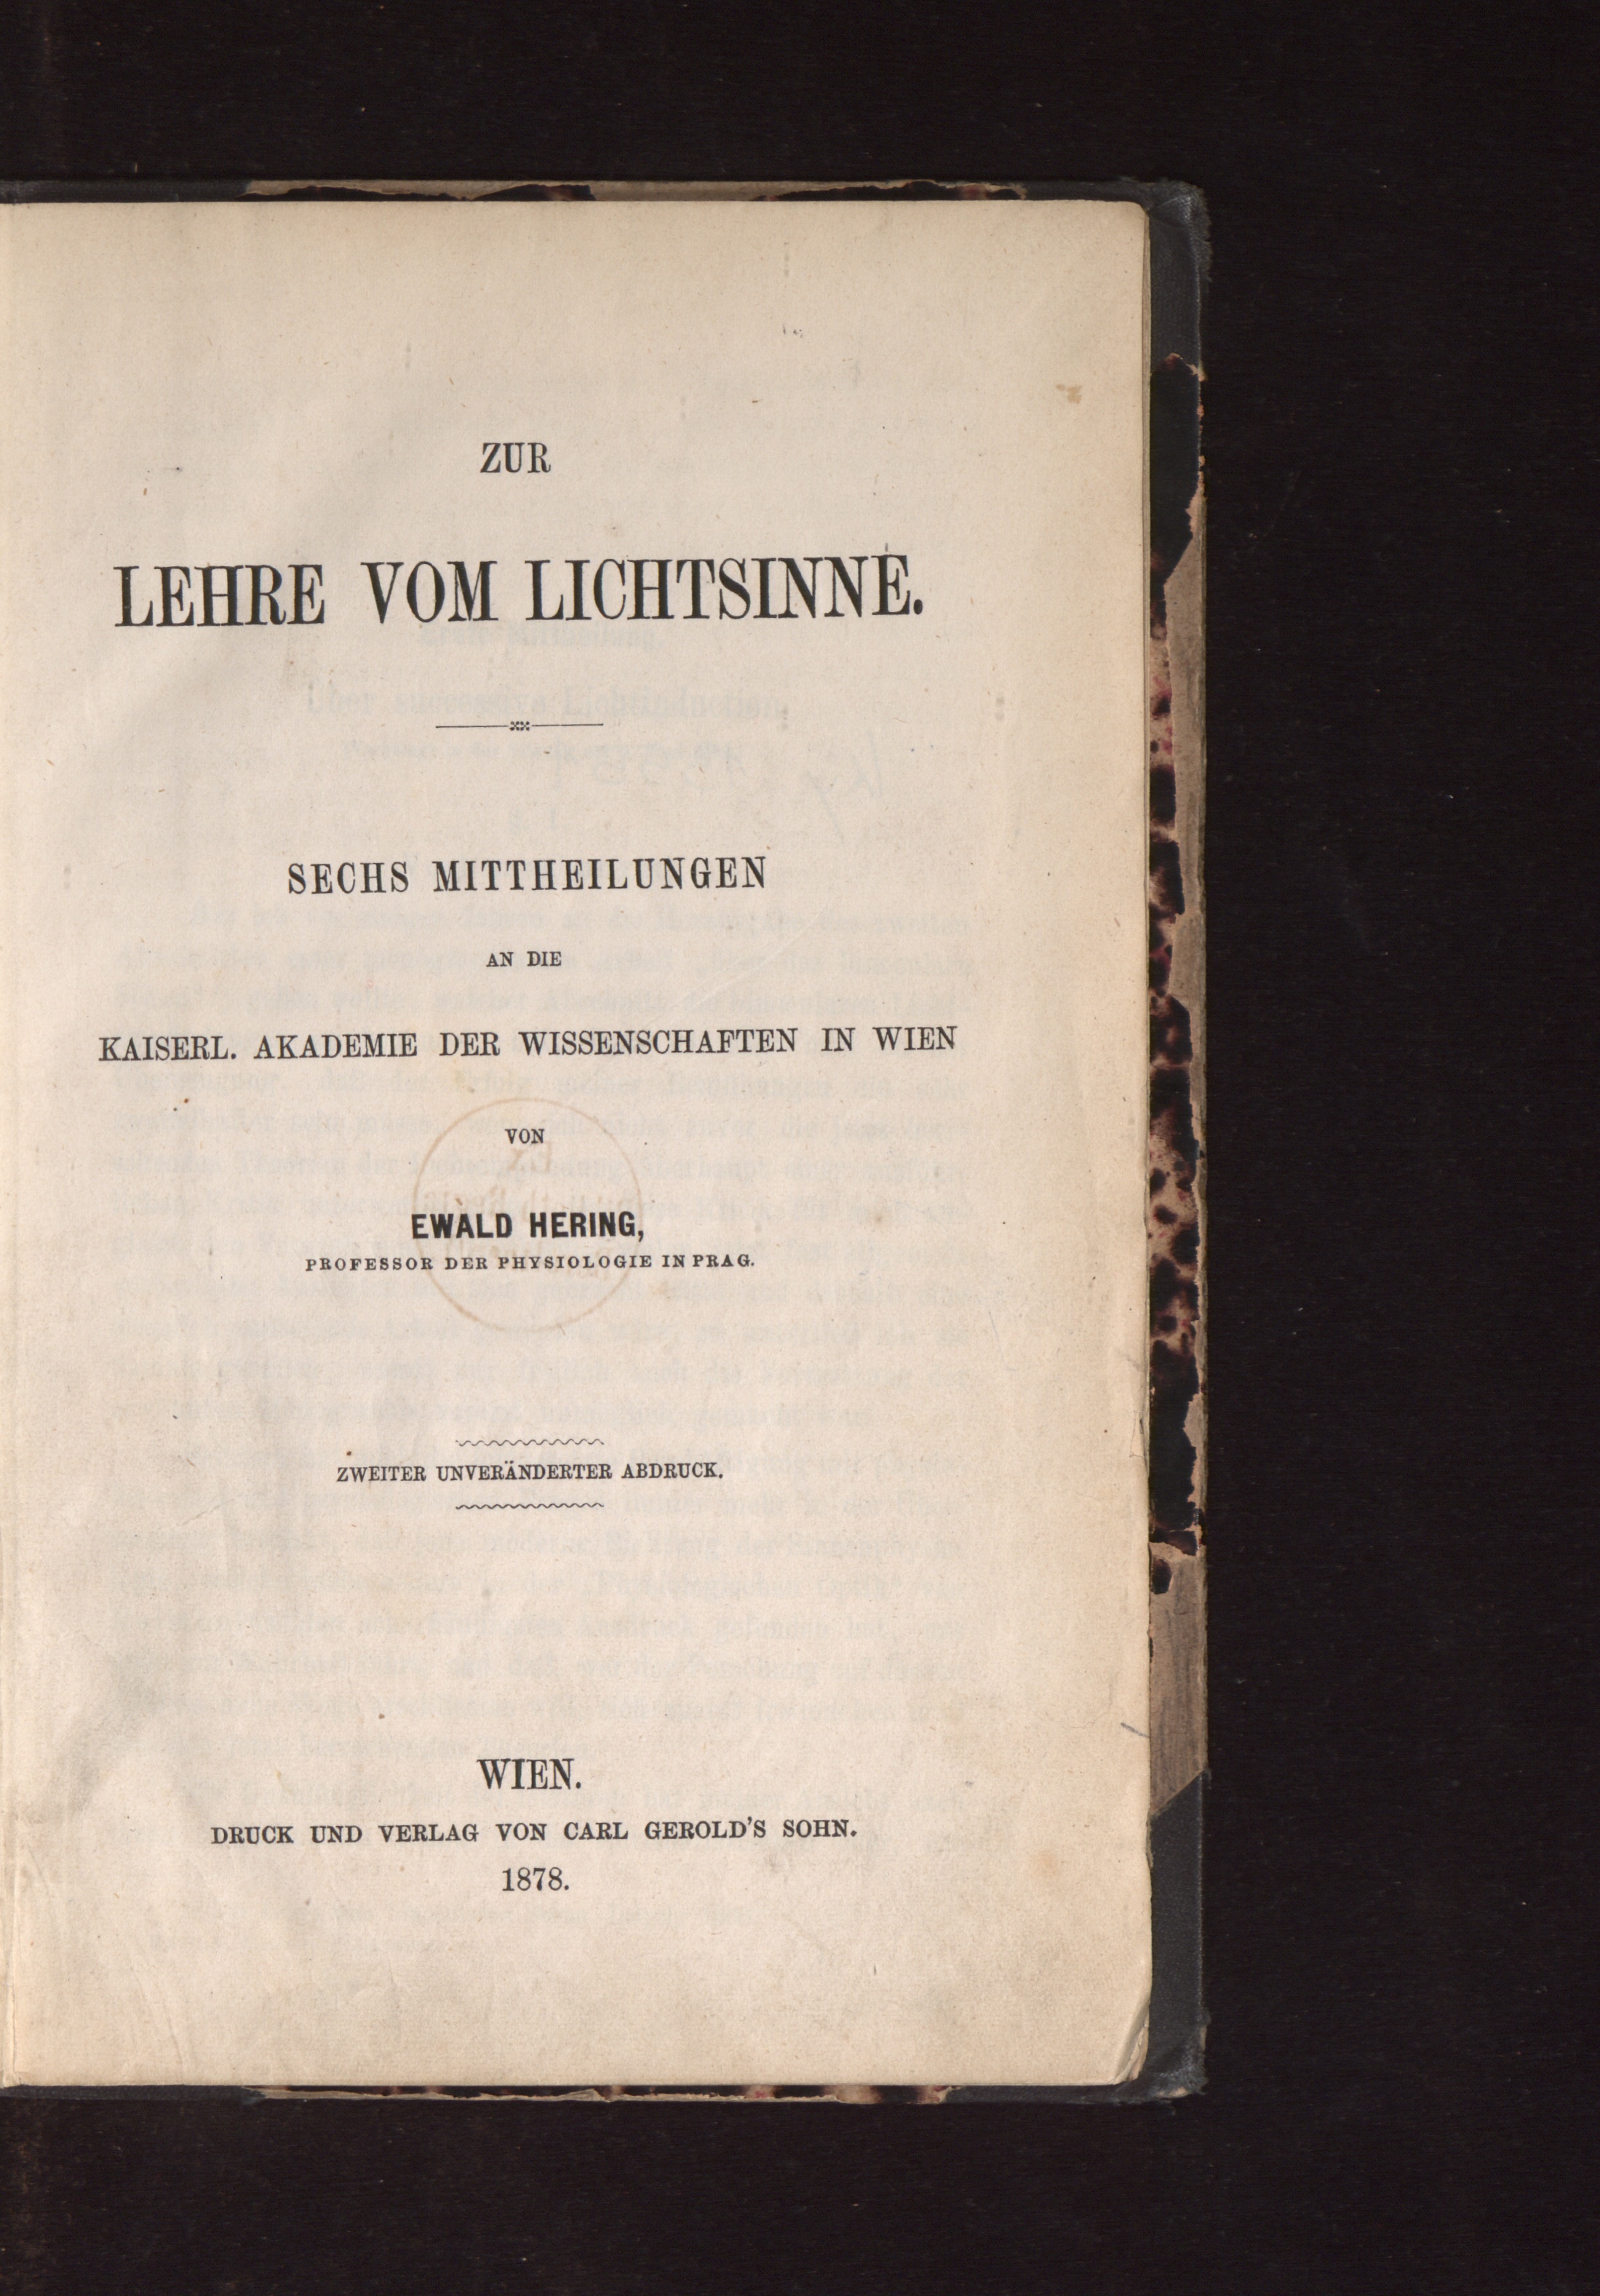 ZUR
LEHRE VOM LICHTSINNE.
SECHS MITTHEILUNGEN
AN DIE
KAISERL. AKADEMIE DER WISSENSCHAFTEN IN WIEN
VON
EWALD HERING,
PROFESSOR DER PHYSIOLOGIE IN PRAG.
ZWEITER UNVERÄNDERTER ABDRUCK.
WIEN.
DRUCK UND VERLAG VON CARL GEROLD'S SOHN.
1878.